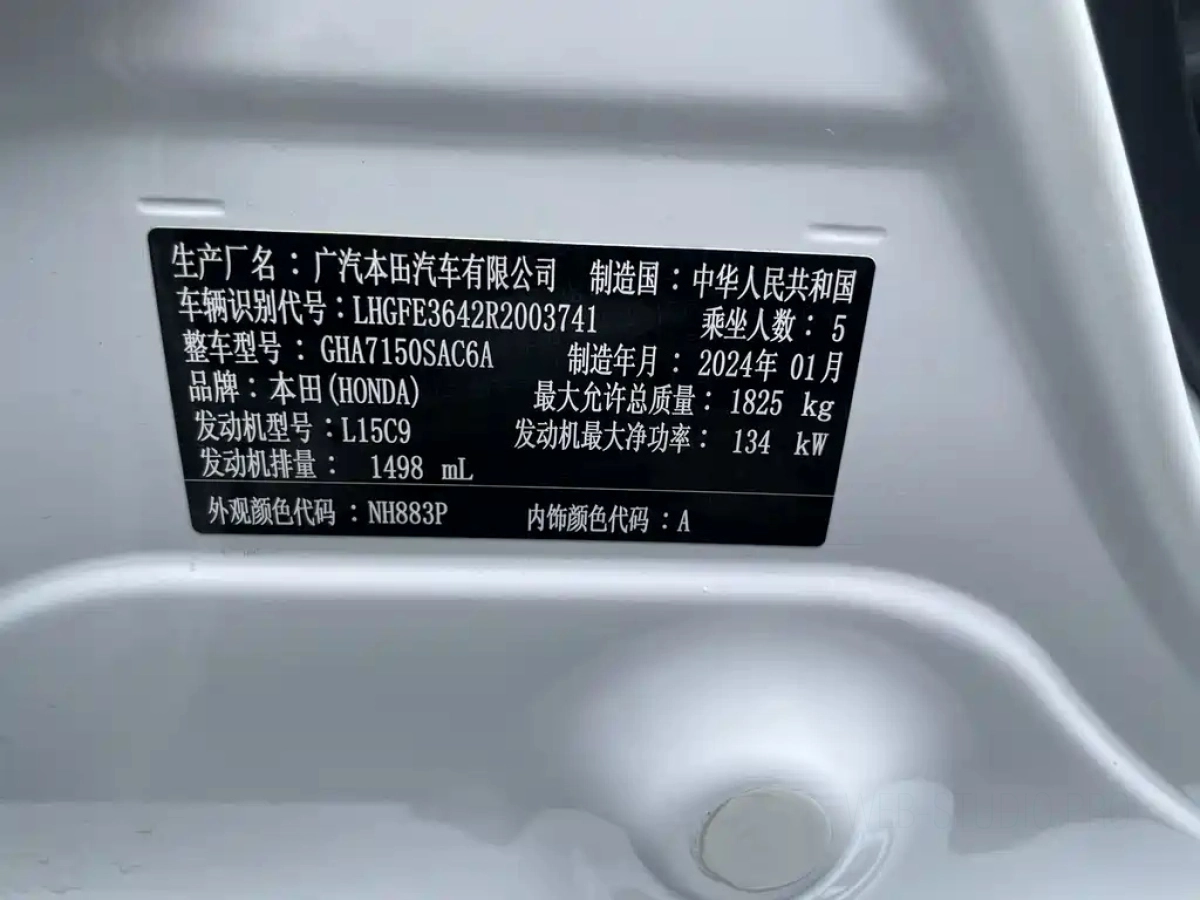 生产厂名：广汽本田汽车有限公司 制造国：中华人民共和国
车辆识别代号：LHGFE3642R2003741 乘坐人数：5
整车型号：GHA7150SAC6A 制造年月：2024年 01月
品牌：本田(HONDA) 最大允许总质量：1825 kg
发动机型号：L15C9 发动机最大净功率：134 kW
发动机排量：1498 mL
外观颜色代码：NH883P 内饰颜色代码：A